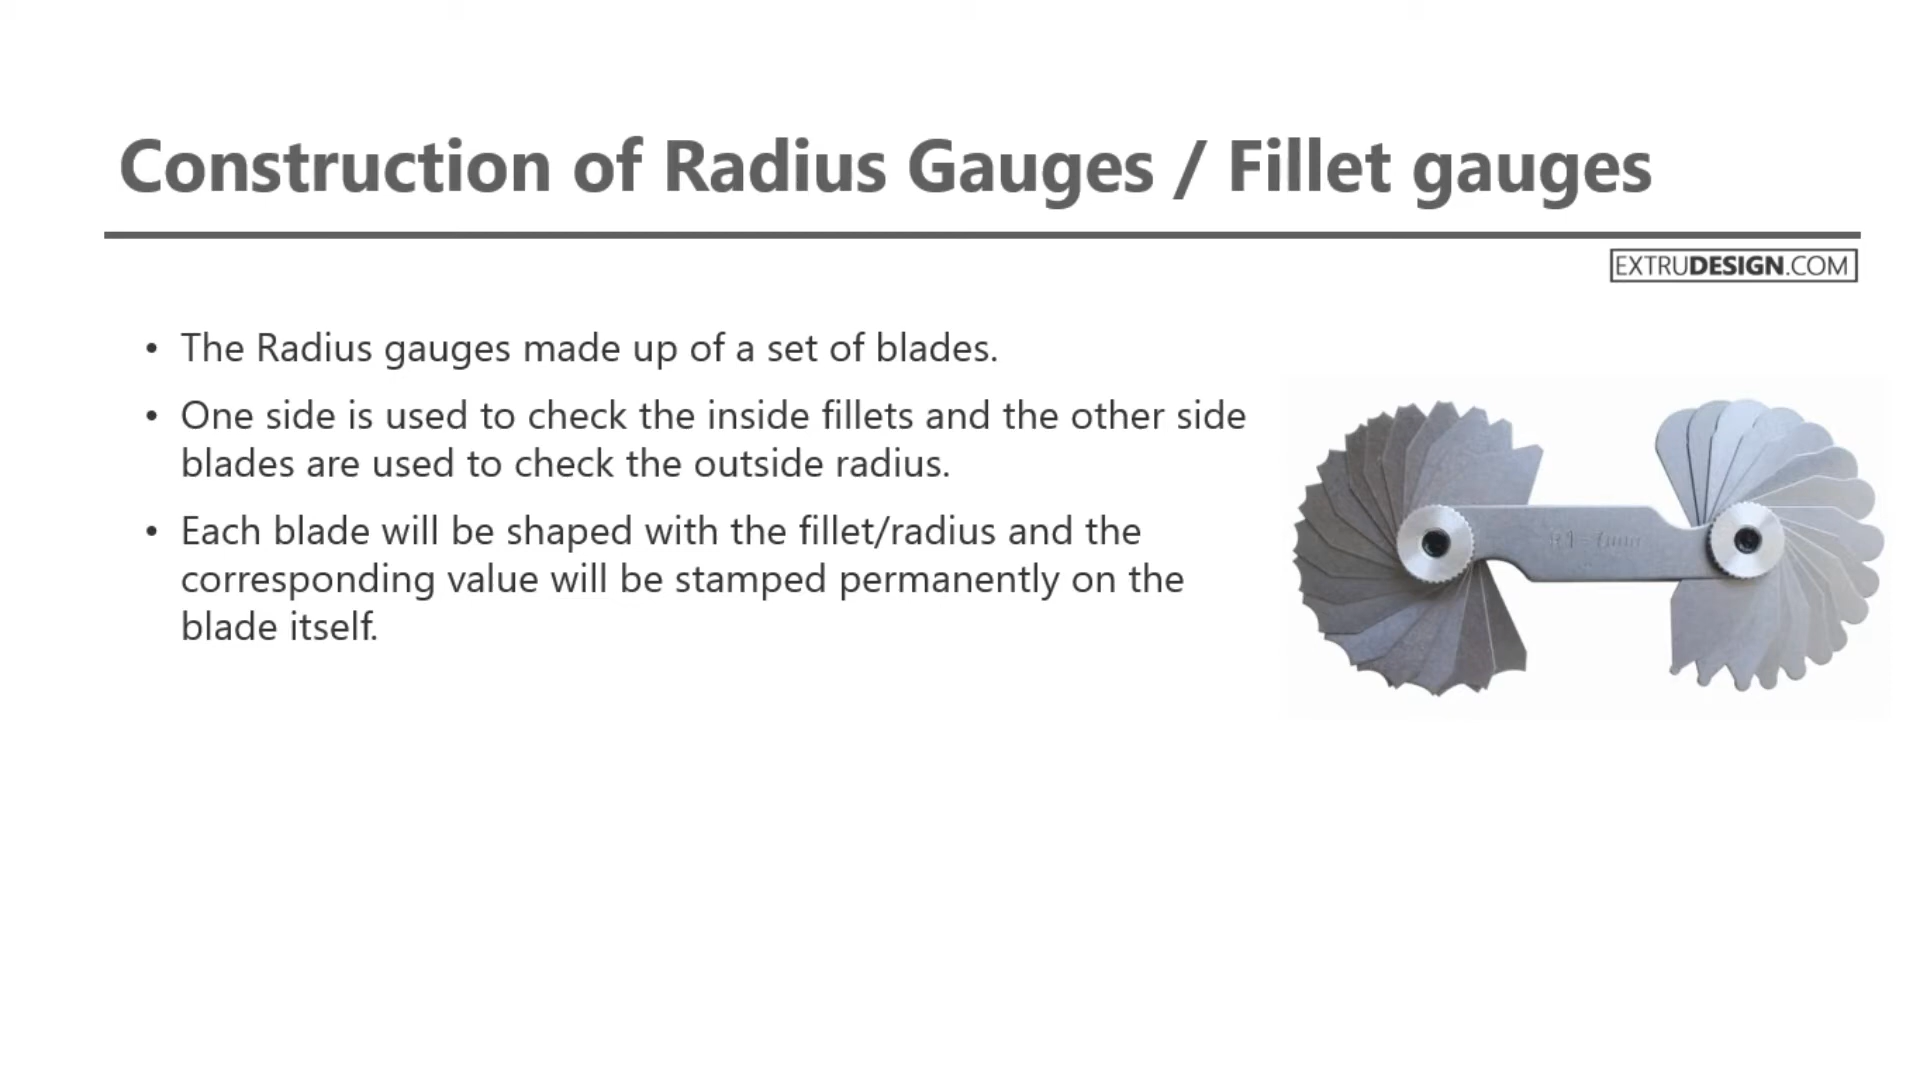 Construction of Radius Gauges / Fillet gauges
EXTRUDESIGN.COM
• The Radius gauges made up of a set of blades.
• One side is used to check the inside fillets and the other side
blades are used to check the outside radius.
• Each blade will be shaped with the fillet/radius and the
corresponding value will be stamped permanently on the
blade itself.